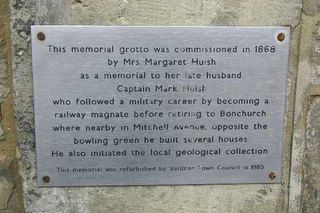 This memorial grotto was commissioned in 1868
by Mrs Margaret Huish
as a memorial to her late husband
Captain Mark Huish
who followed a military career by becoming a
railway magnate before retiring to Bonchurch
where nearby in Mitchell Avenue, opposite the
bowling green he built several houses
He also initiated the local geological collection
This memorial was refurbished by Ventnor Town Council in 1985